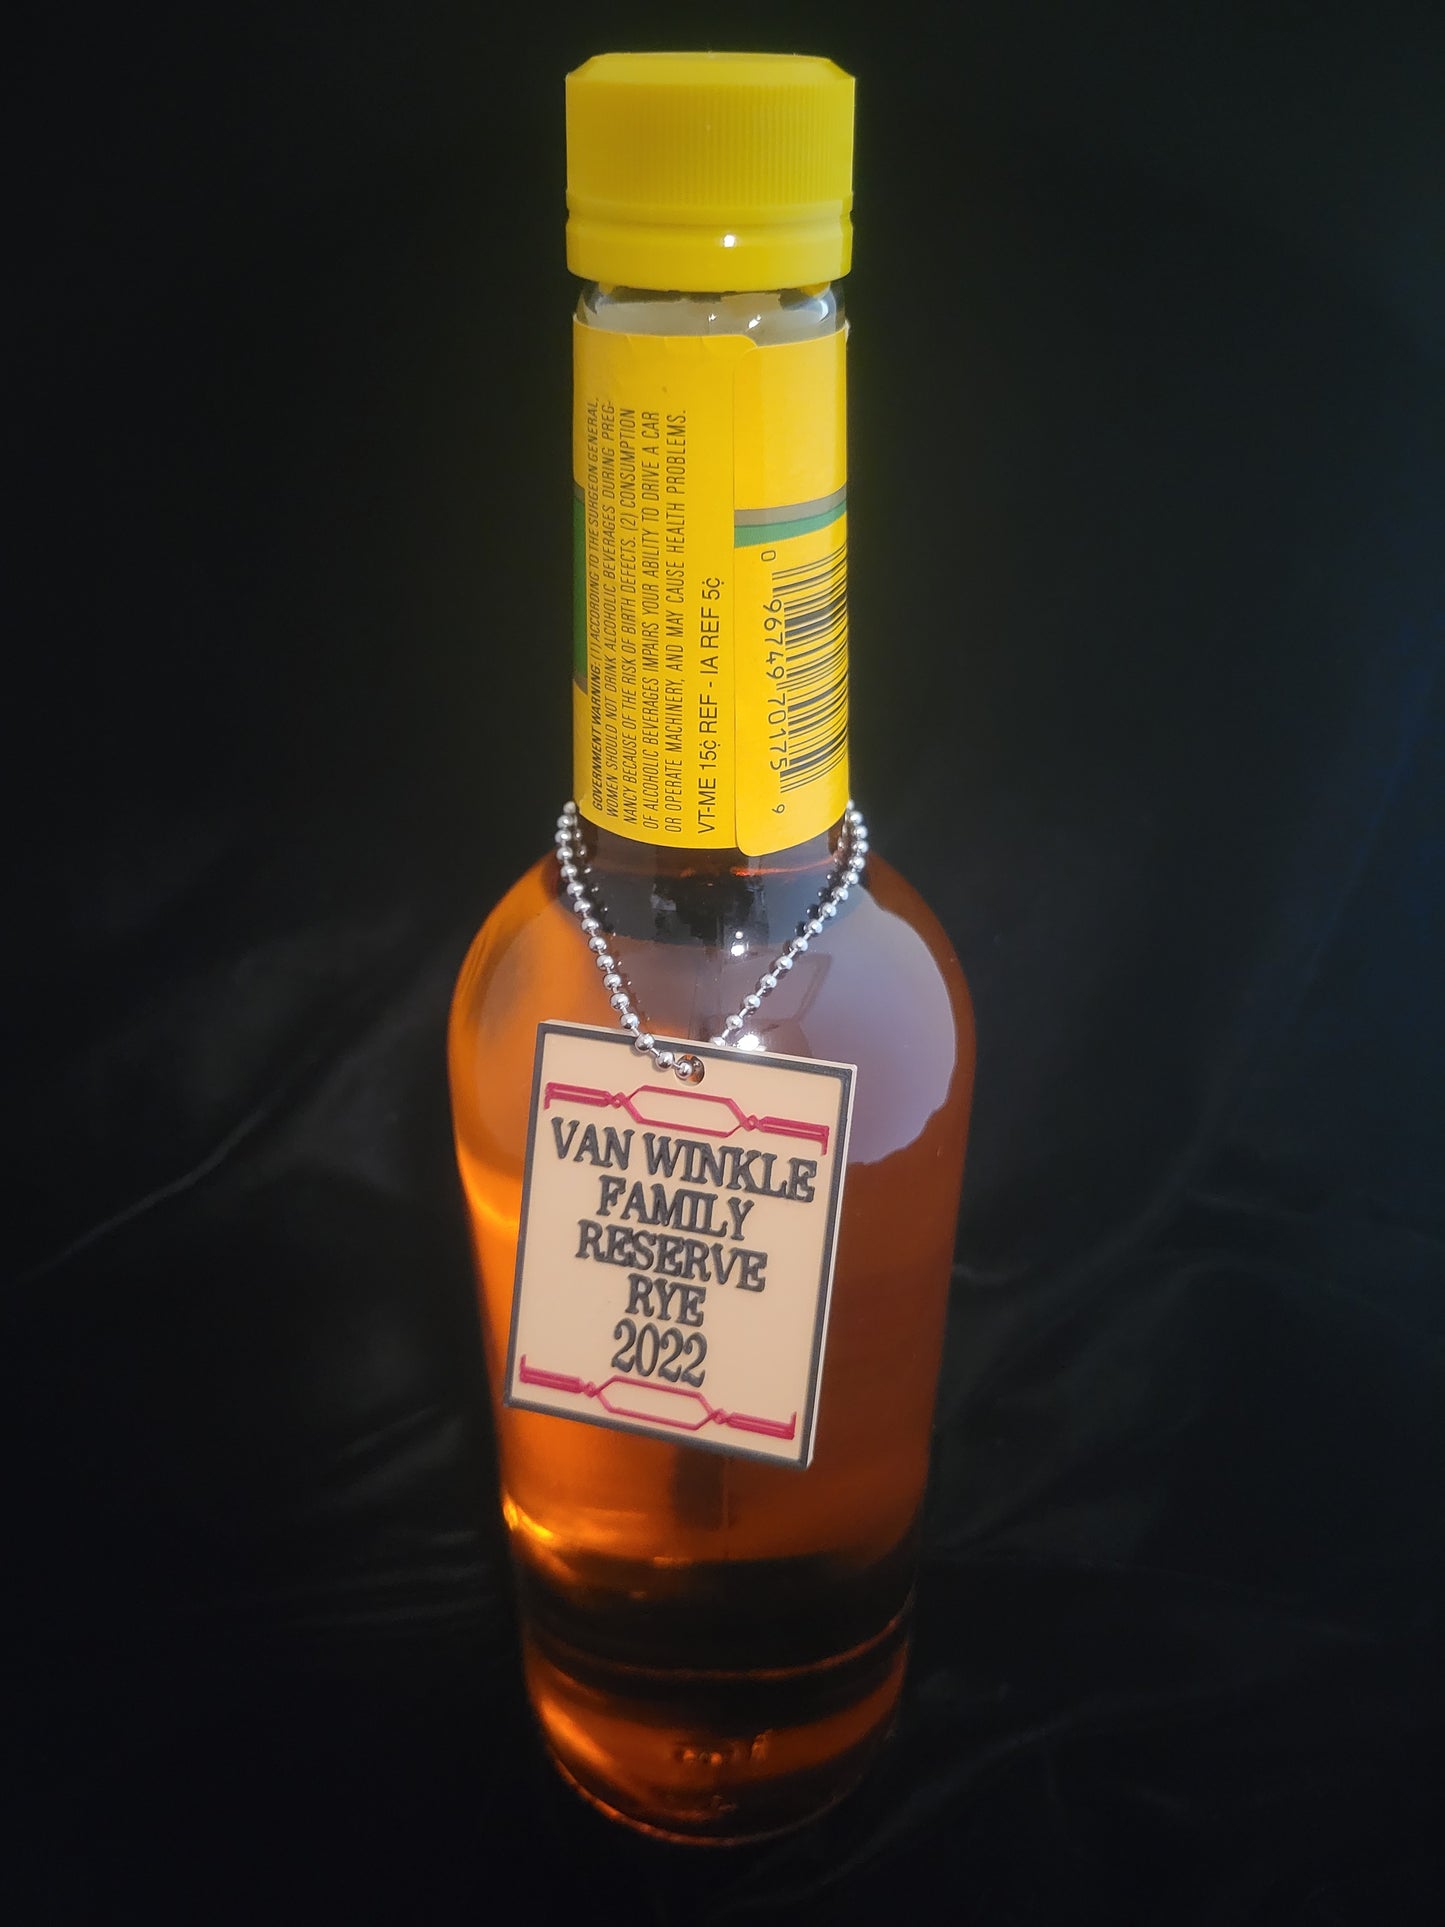 GOVERNMENT WARNING: (1) ACCORDING TO THE SURGEON GENERAL,
WOMEN SHOULD NOT DRINK ALCOHOLIC BEVERAGES DURING PREG-
NANCY BECAUSE OF THE RISK OF BIRTH DEFECTS. (2) CONSUMPTION
OF ALCOHOLIC BEVERAGES IMPAIRS YOUR ABILITY TO DRIVE A CAR
OR OPERATE MACHINERY, AND MAY CAUSE HEALTH PROBLEMS.
VT-ME 15¢ REF - IA REF 5¢
0 96749 70175 9
VAN WINKLE
FAMILY
RESERVE
RYE
2022